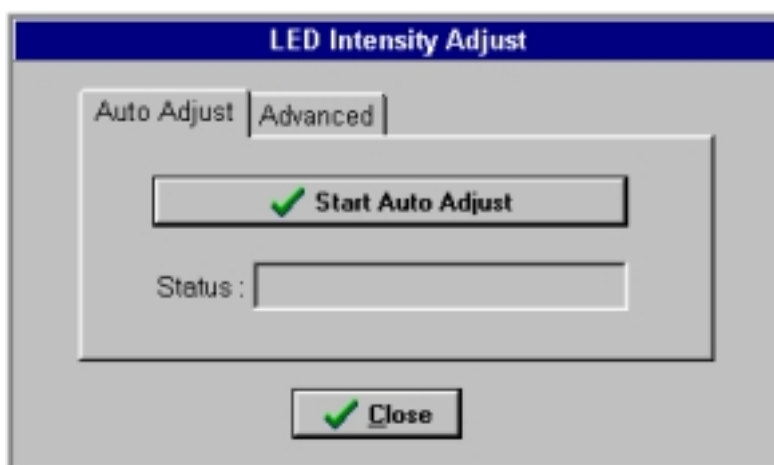 LED Intensity Adjust
Auto Adjust Advanced
Start Auto Adjust
Status :
Close